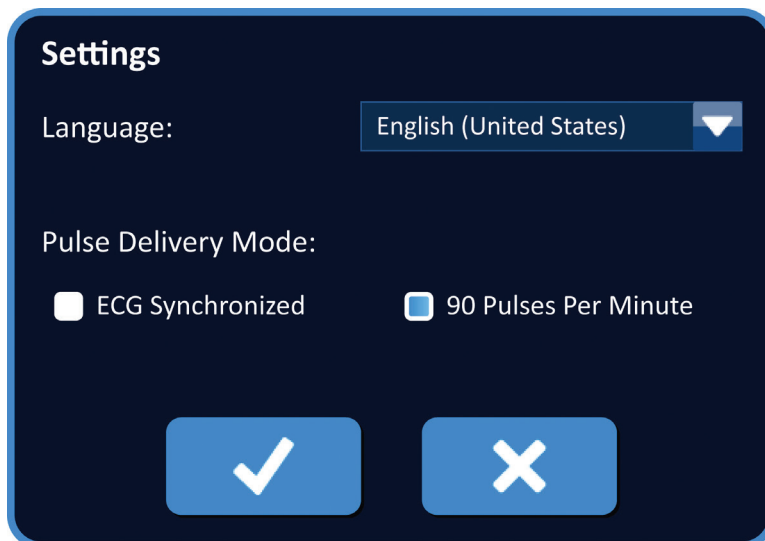 Settings
Language:
English (United States)
Pulse Delivery Mode:
ECG Synchronized
90 Pulses Per Minute